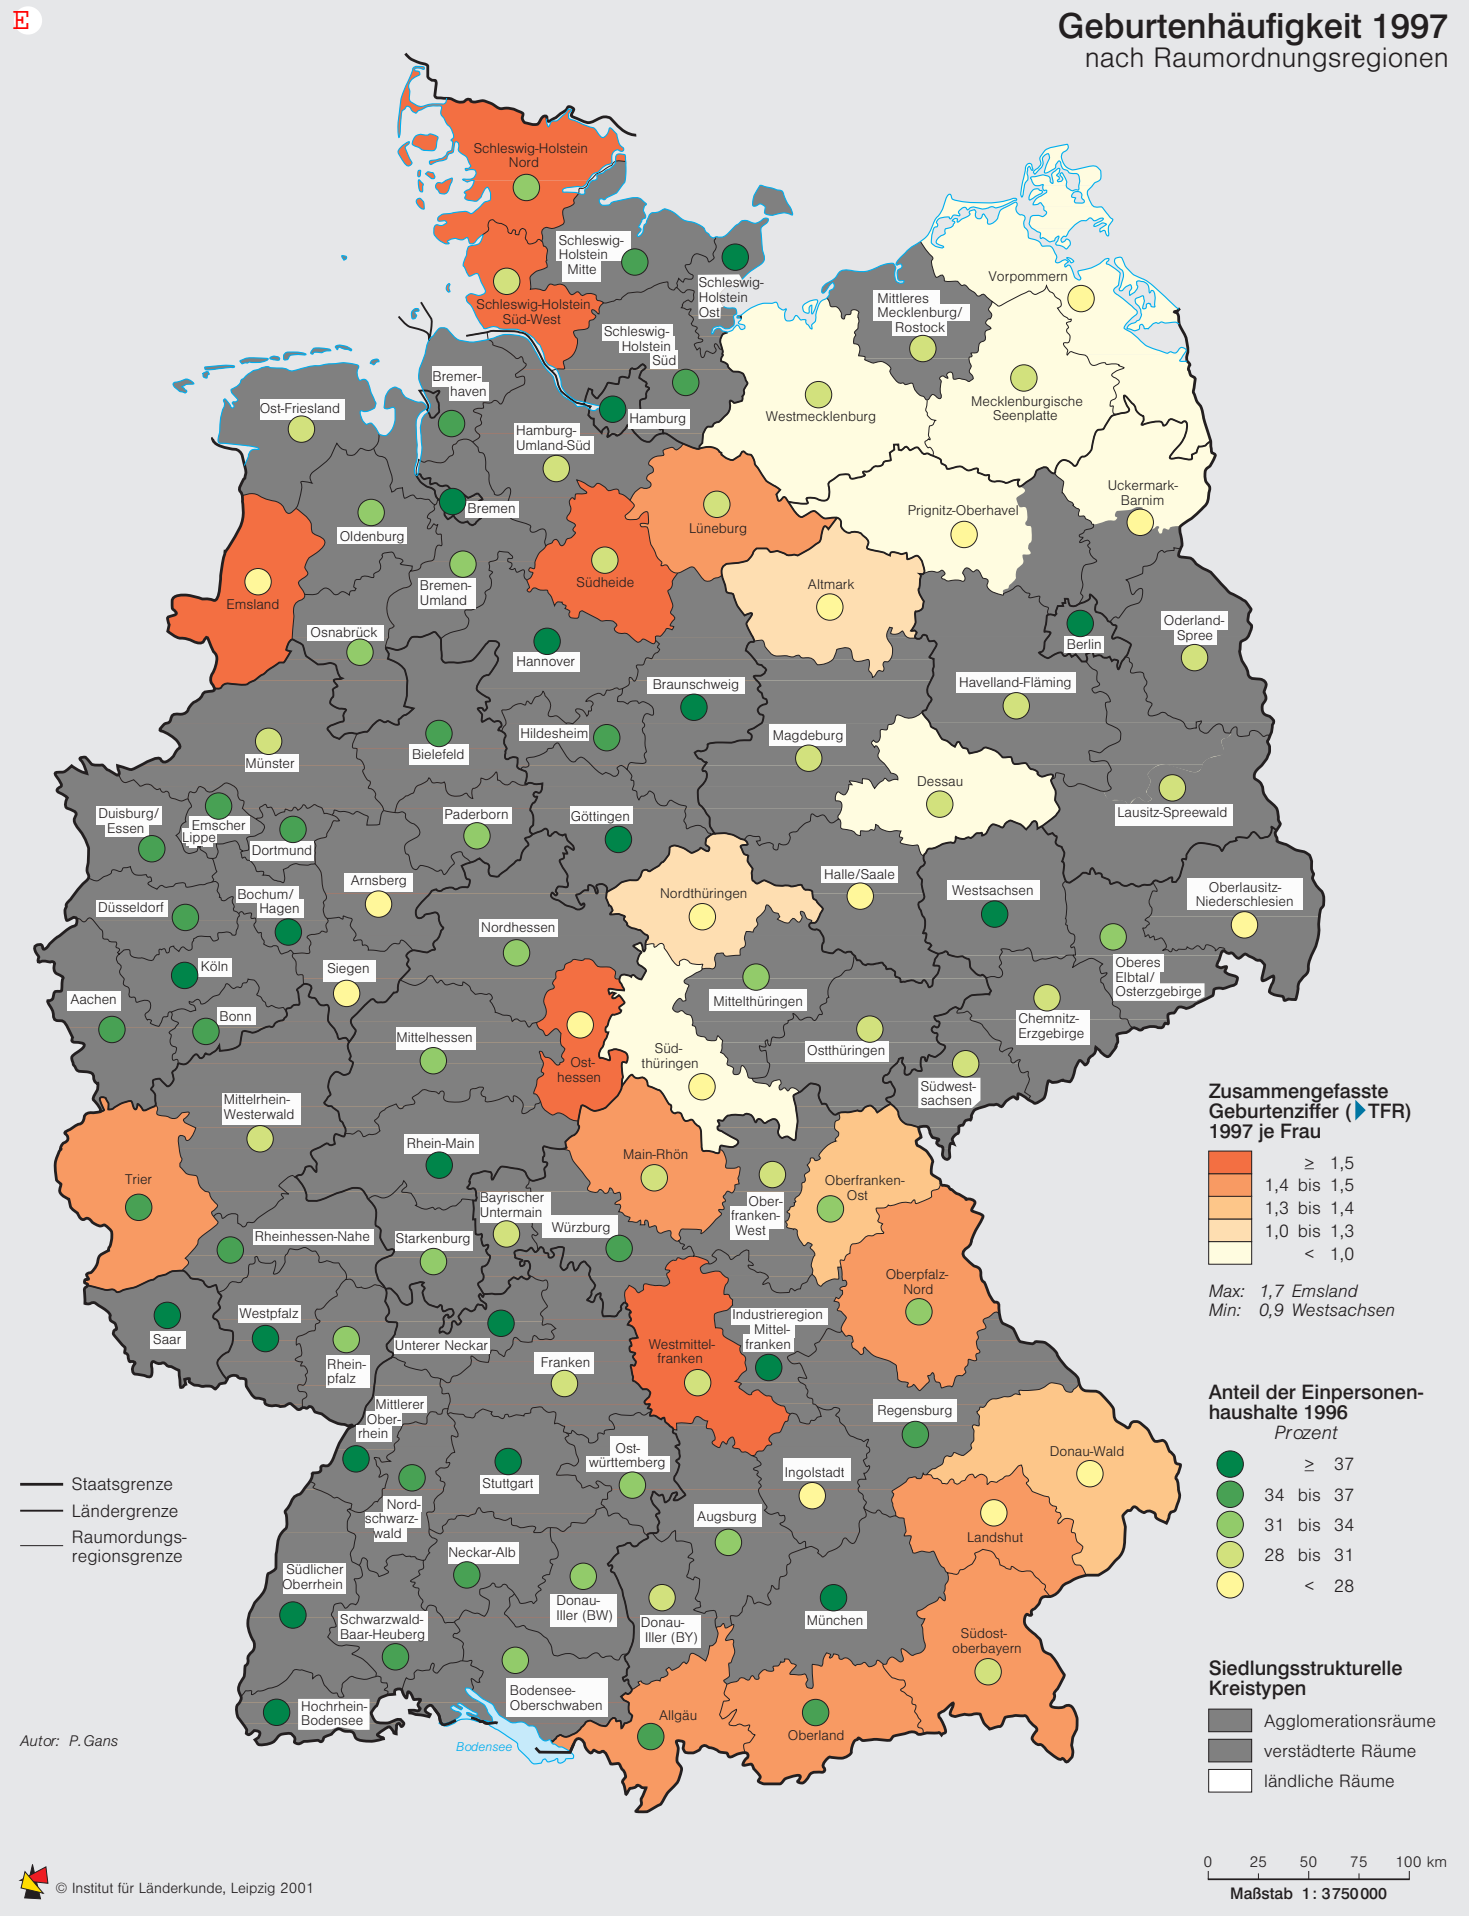 E
Geburtenhäufigkeit 1997
nach Raumordnungsregionen
Schleswig-Holstein
Nord
Schleswig-
Holstein
Mitte
Schleswig-
Holstein
Ost
Schleswig-Holstein
Süd-West
Schleswig-
Holstein
Süd
Vorpommern
Mittleres
Mecklenburg/
Rostock
Westmecklenburg
Mecklenburgische
Seenplatte
Bremer-
haven
Ost-Friesland
Hamburg
Hamburg-
Umland-Süd
Bremen
Oldenburg
Lüneburg
Prignitz-Oberhavel
Uckermark-
Barnim
Emsland
Bremen-
Umland
Südheide
Altmark
Osnabrück
Hannover
Berlin
Oderland-
Spree
Braunschweig
Havelland-Fläming
Münster
Bielefeld
Hildesheim
Magdeburg
Dessau
Lausitz-Spreewald
Duisburg/
Essen
Emscher
Lippe
Dortmund
Paderborn
Göttingen
Düsseldorf
Bochum/
Hagen
Arnsberg
Nordthüringen
Halle/Saale
Westsachsen
Oberlausitz-
Niederschlesien
Nordhessen
Köln
Siegen
Aachen
Bonn
Mittelhessen
Ost-
hessen
Süd-
thüringen
Mittelthüringen
Ostthüringen
Chemnitz-
Erzgebirge
Oberes
Elbtal/
Osterzgebirge
Südwest-
sachsen
Mittelrhein-
Westerwald
Rhein-Main
Trier
Main-Rhön
Oberfranken-
Ost
Ober-
franken-
West
Bayrischer
Untermain
Würzburg
Rheinhessen-Nahe
Starkenburg
Oberpfalz-
Nord
Saar
Westpfalz
Rhein-
pfalz
Unterer Neckar
Franken
Westmittel-
franken
Industrieregion
Mittel-
franken
Mittlerer
Ober-
rhein
Regensburg
Ost-
württemberg
Stuttgart
Nord-
schwarz-
wald
Ingolstadt
Donau-Wald
Augsburg
Landshut
Südlicher
Oberrhein
Neckar-Alb
Donau-
Iller (BW)
Donau-
Iller (BY)
München
Schwarzwald-
Baar-Heuberg
Südost-
oberbayern
Bodensee-
Oberschwaben
Hochrhein-
Bodensee
Allgäu
Oberland
Bodensee
Zusammengefasste
Geburtenziffer (TFR)
1997 je Frau
≥ 1,5
1,4 bis 1,5
1,3 bis 1,4
1,0 bis 1,3
< 1,0
Max: 1,7 Emsland
Min: 0,9 Westsachsen
Anteil der Einpersonen-
haushalte 1996
Prozent
≥ 37
34 bis 37
31 bis 34
28 bis 31
< 28
Siedlungsstrukturelle
Kreistypen
Agglomerationsräume
verstädterte Räume
ländliche Räume
Staatsgrenze
Ländergrenze
Raumordungs-
regionsgrenze
Autor: P. Gans
© Institut für Länderkunde, Leipzig 2001
0 25 50 75 100 km
Maßstab 1 : 3750000